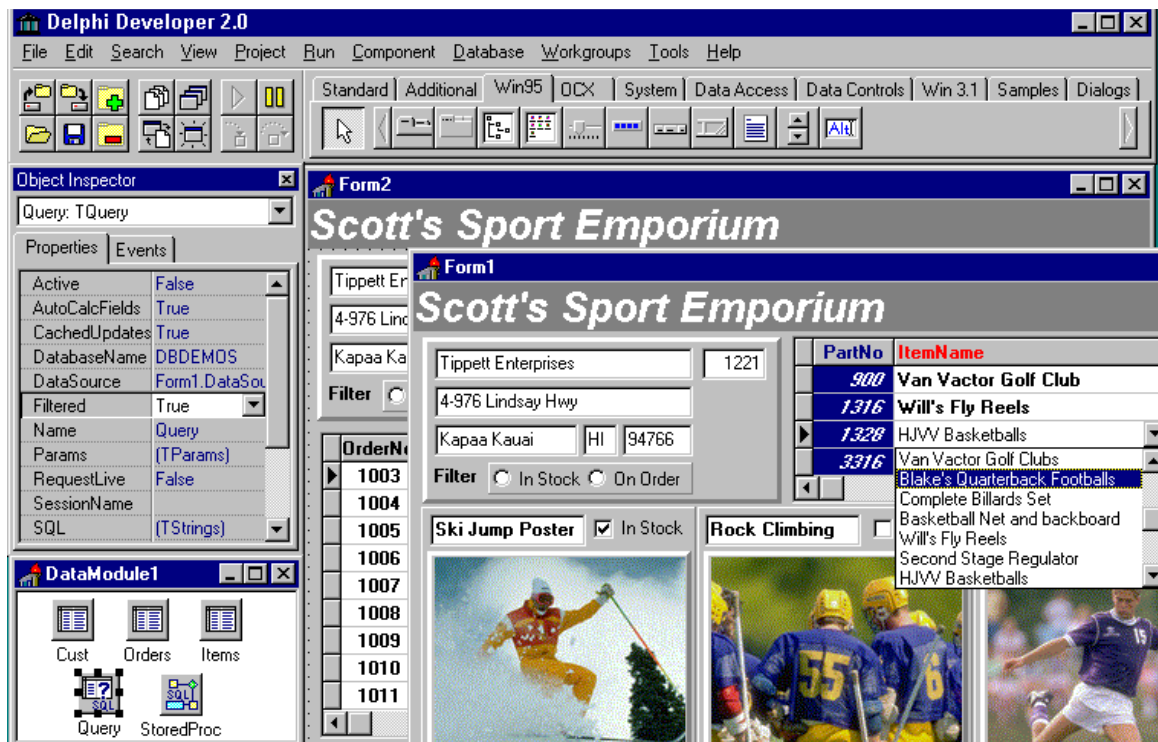 Delphi Developer 2.0
File Edit Search View Project Run Component Database Workgroups Tools Help
Standard Additional Win95 OCX System Data Access Data Controls Win 3.1 Samples Dialogs
Object Inspector
Query: TQuery
Properties Events
Active False
AutoCalcFields True
CachedUpdates True
DatabaseName DBDEMOS
DataSource Form1.DataSou
Filtered True
Name Query
Params (TParams)
RequestLive False
SessionName
SQL (TStrings)
DataModule1
Cust Orders Items
SQL SQL
Query StoredProc
Form2
Scott's Sport Emporium
Tippett En
4-976 Lind
Kapaa Ka
Filter
OrderNo
1003
1004
1005
1006
1007
1008
1009
1010
1011
Form1
Scott's Sport Emporium
Tippett Enterprises 1221
4-976 Lindsay Hwy
Kapaa Kauai HI 94766
Filter In Stock On Order
PartNo ItemName
900 Van Vactor Golf Club
1316 Will's Fly Reels
1328 HJVV Basketballs
3316 Van Vactor Golf Clubs
Blake's Quarterback Footballs
Complete Billards Set
Basketball Net and backboard
Will's Fly Reels
Second Stage Regulator
HJVV Basketballs
Ski Jump Poster In Stock Rock Climbing
55 6 15